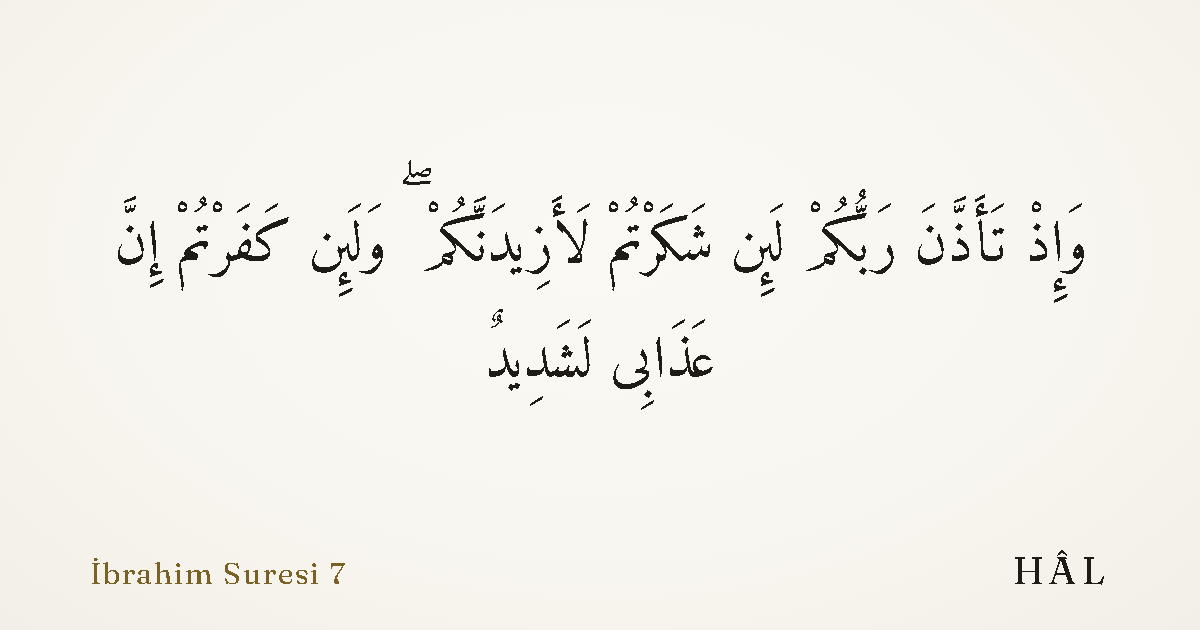 وَإِذْ تَأَذَّنَ رَبُّكُمْ لَئِن شَكَرْتُمْ لَأَزِيدَنَّكُمْ ۖ وَلَئِن كَفَرْتُمْ إِنَّ
عَذَابِى لَشَدِيدٌ
İbrahim Suresi 7
HÂL